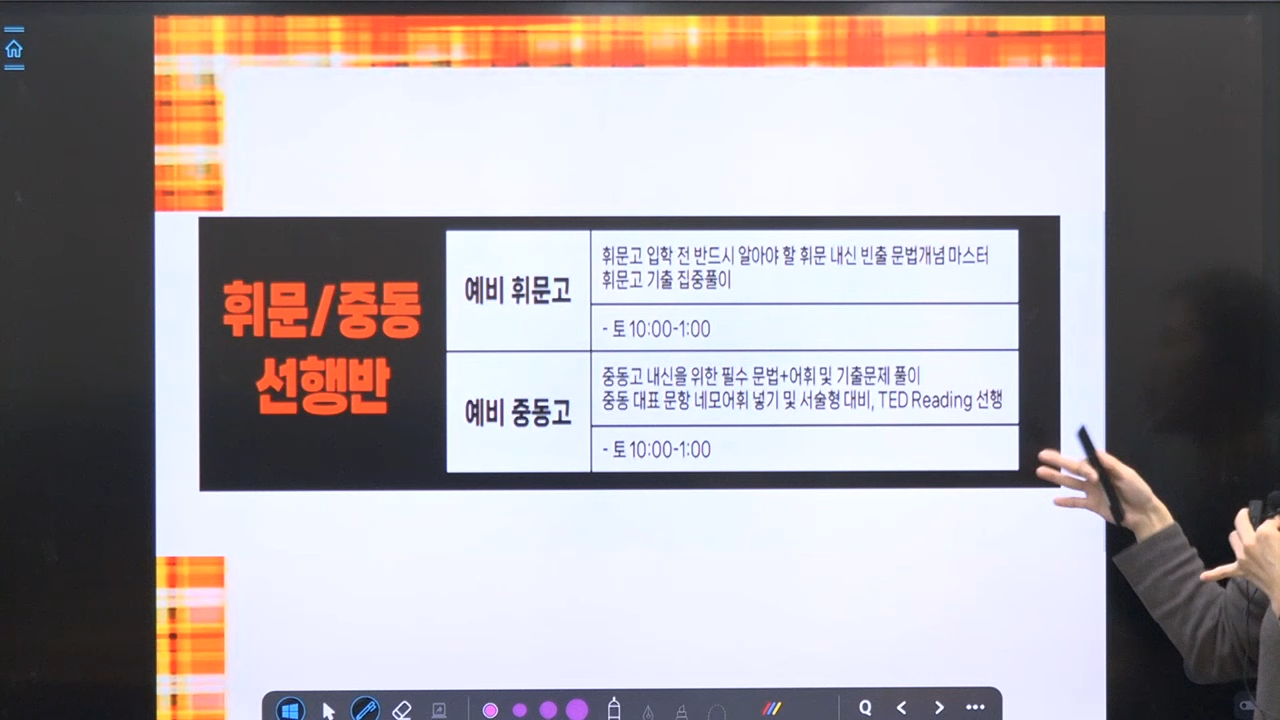 휘문/중동
선행반
예비 휘문고
휘문고 입학 전 반드시 알아야 할 휘문 내신 빈출 문법개념 마스터
휘문고 기출 집중풀이
- 토 10:00-1:00
예비 중동고
중동고 내신을 위한 필수 문법+어휘 및 기출문제 풀이
중동 대표 문항 네모어휘 넣기 및 서술형 대비, TED Reading 선행
- 토 10:00-1:00